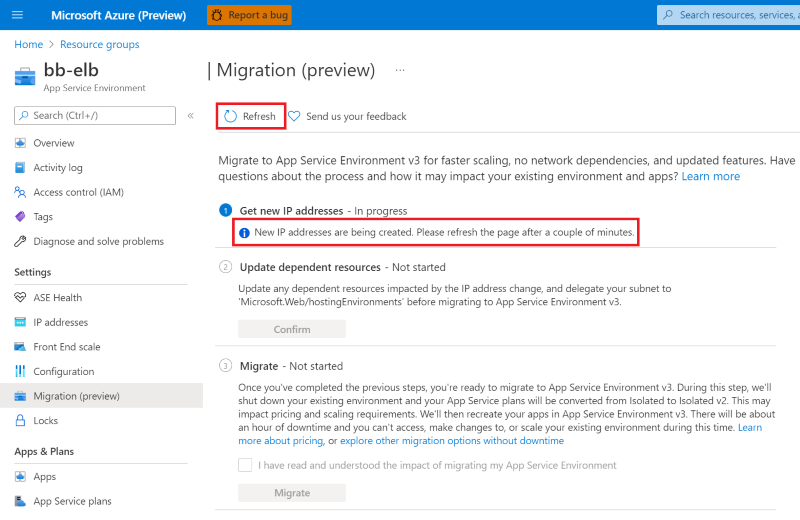 Microsoft Azure (Preview)
Report a bug
Search resources, services, a
Home > Resource groups
bb-elb
App Service Environment
| Migration (preview) ...
Search (Ctrl+/)
«
Overview
Activity log
Access control (IAM)
Tags
Diagnose and solve problems
Settings
ASE Health
IP addresses
Front End scale
Configuration
Migration (preview)
Locks
Apps & Plans
Apps
App Service plans
Refresh
Send us your feedback
Migrate to App Service Environment v3 for faster scaling, no network dependencies, and updated features. Have
questions about the process and how it may impact your existing environment and apps? Learn more
1 Get new IP addresses - In progress
New IP addresses are being created. Please refresh the page after a couple of minutes.
2 Update dependent resources - Not started
Update any dependent resources impacted by the IP address change, and delegate your subnet to
'Microsoft.Web/hostingEnvironments' before migrating to App Service Environment v3.
Confirm
3 Migrate - Not started
Once you've completed the previous steps, you're ready to migrate to App Service Environment v3. During this step, we'll
shut down your existing environment and your App Service plans will be converted from Isolated to Isolated v2. This may
impact pricing and scaling requirements. We'll then recreate your apps in App Service Environment v3. There will be about
an hour of downtime and you can't access, make changes to, or scale your existing environment during this time. Learn
more about pricing, or explore other migration options without downtime
I have read and understood the impact of migrating my App Service Environment
Migrate